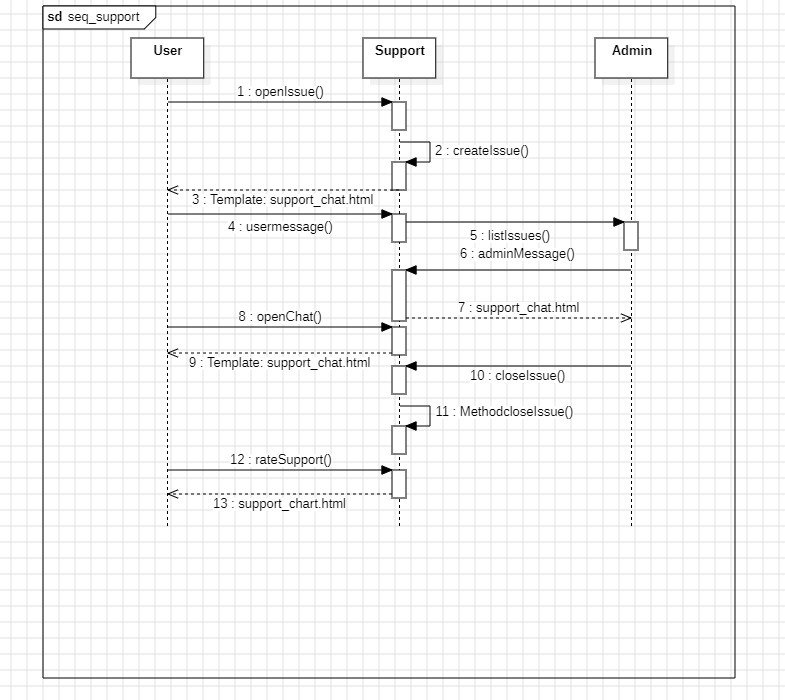 sd seq_support
User
Support
Admin
1 : openIssue()
2 : createIssue()
3 : Template: support_chat.html
4 : usermessage()
5 : listIssues()
6 : adminMessage()
7 : support_chat.html
8 : openChat()
9 : Template: support_chat.html
10 : closeIssue()
11 : MethodcloseIssue()
12 : rateSupport()
13 : support_chart.html